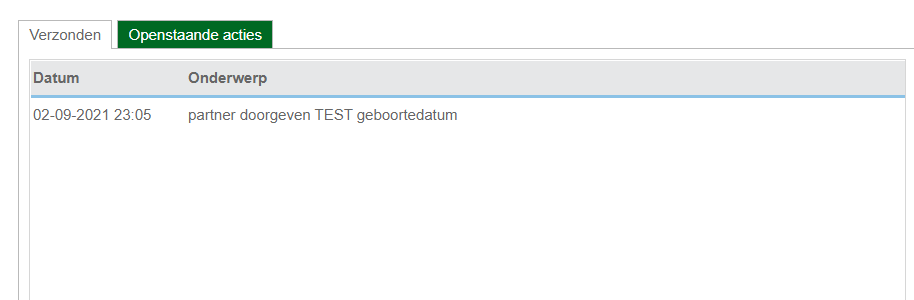 Verzonden Openstaande acties
Datum Onderwerp
02-09-2021 23:05 partner doorgeven TEST geboortedatum